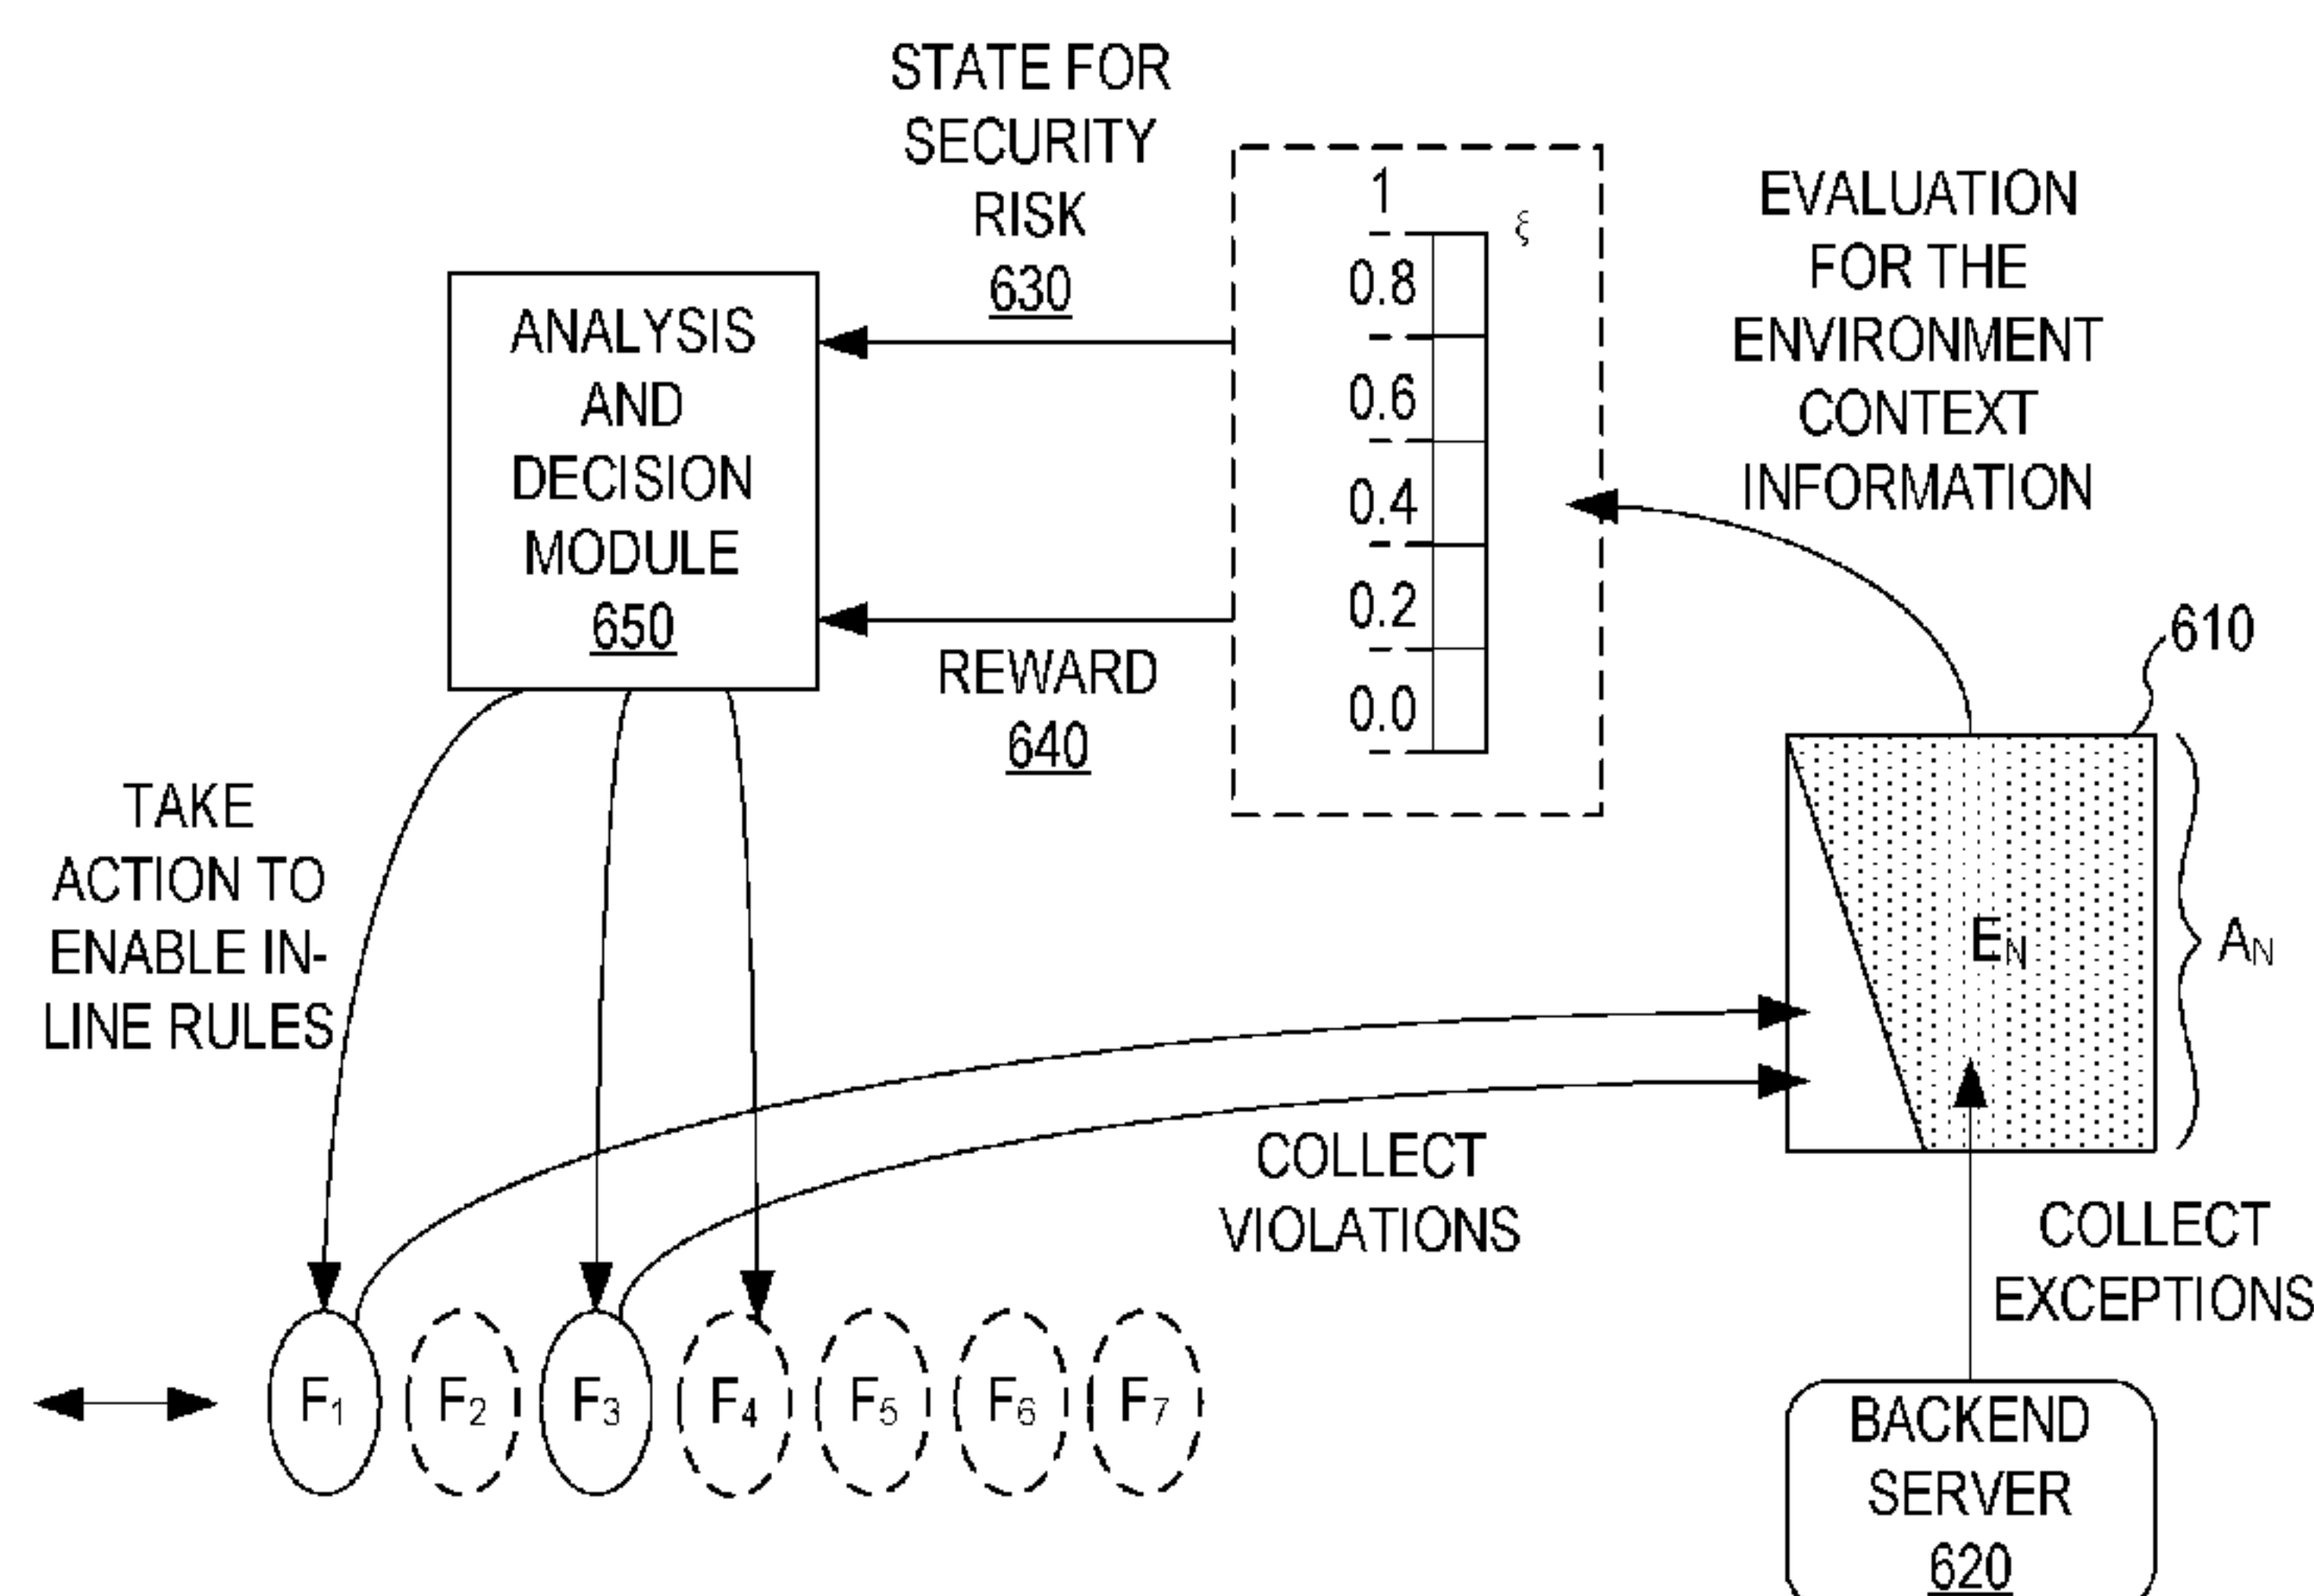 STATE FOR
SECURITY
RISK
630
1
ξ
0.8
0.6
0.4
0.2
0.0
EVALUATION
FOR THE
ENVIRONMENT
CONTEXT
INFORMATION
ANALYSIS
AND
DECISION
MODULE
650
REWARD
640
610
TAKE
ACTION TO
ENABLE IN-
LINE RULES
EN
AN
COLLECT
VIOLATIONS
COLLECT
EXCEPTIONS
F1 F2 F3 F4 F5 F6 F7
BACKEND
SERVER
620